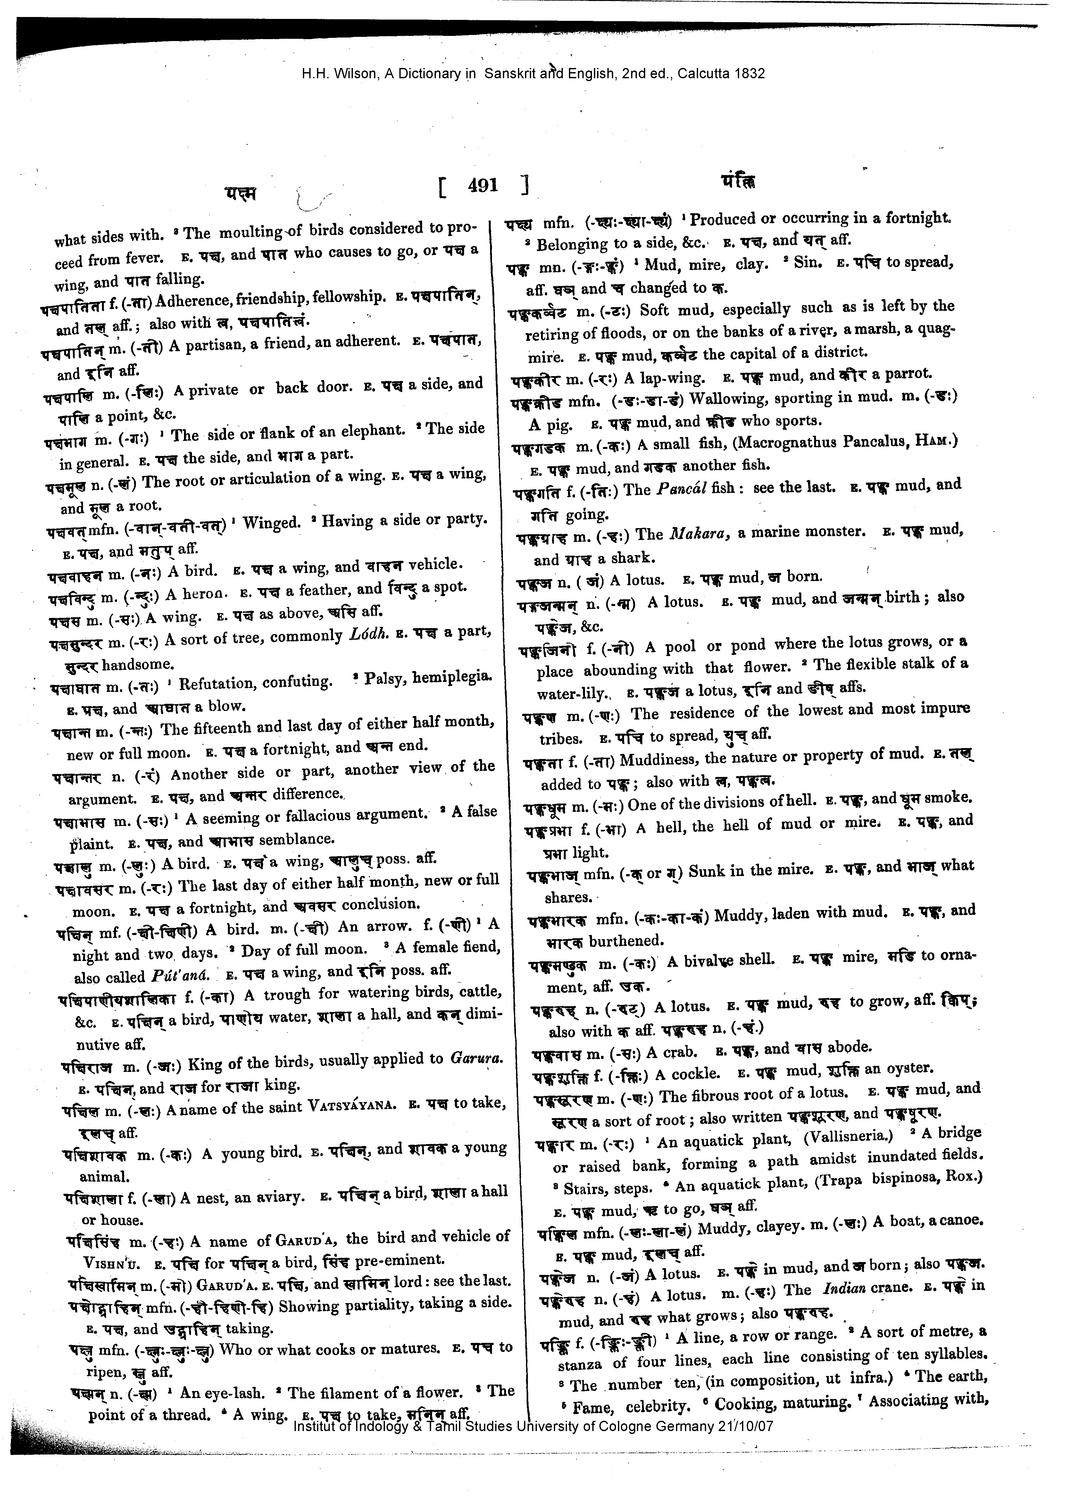 H.H. Wilson, A Dictionary in Sanskrit and English, 2nd ed., Calcutta 1832
पक्ष्म
[ 491 ]
पंक्ति
what sides with. ² The moulting of birds considered to pro-
ceed from fever. E. पक्ष, and पात who causes to go, or पक्ष a
wing, and पात falling.
पक्षपातिता f. (-ता) Adherence, friendship, fellowship. E. पक्षपातिन्,
and तल् aff.; also with त्व, पक्षपातित्वं.
पक्षपातिन् m. (-ती) A partisan, a friend, an adherent. E. पक्षपात,
and इनि aff.
पक्षपालि m. (-लिः) A private or back door. E. पक्ष a side, and
पालि a point, &c.
पक्षभाग m. (-गः) ¹ The side or flank of an elephant. ² The side
in general. E. पक्ष the side, and भाग a part.
पक्षमूल n. (-लं) The root or articulation of a wing. E. पक्ष a wing,
and मूल a root.
पक्षवत् mfn. (-वान्-वती-वत्) ¹ Winged. ² Having a side or party.
E. पक्ष, and मतुप् aff.
पक्षवाहन m. (-नः) A bird. E. पक्ष a wing, and वाहन vehicle.
पक्षविन्दु m. (-न्दुः) A heron. E. पक्ष a feather, and विन्दु a spot.
पक्षस m. (-सः) A wing. E. पक्ष as above, असि aff.
पक्षसुन्दर m. (-रः) A sort of tree, commonly Lódh. E. पक्ष a part,
सुन्दर handsome.
पक्षाघात m. (-तः) ¹ Refutation, confuting. ² Palsy, hemiplegia.
E. पक्ष, and आघात a blow.
पक्षान्त m. (-न्तः) The fifteenth and last day of either half month,
new or full moon. E. पक्ष a fortnight, and अन्त end.
पक्षान्तर n. (-रं) Another side or part, another view of the
argument. E. पक्ष, and अन्तर difference.
पक्षाभास m. (-सः) ¹ A seeming or fallacious argument. ² A false
plaint. E. पक्ष, and आभास semblance.
पक्षालु m. (-लुः) A bird. E. पक्ष a wing, आलुच् poss. aff.
पक्षावसर m. (-रः) The last day of either half month, new or full
moon. E. पक्ष a fortnight, and अवसर conclusion.
पक्षिन् mf. (-क्षी-क्षिणी) A bird. m. (-क्षी) An arrow. f. (-णी) ¹ A
night and two days. ² Day of full moon. ³ A female fiend,
also called Pút'aná. E. पक्ष a wing, and इनि poss. aff.
पक्षिपानीयशालिका f. (-का) A trough for watering birds, cattle,
&c. E. पक्षिन् a bird, पाणीय water, शाला a hall, and कन् dimi-
nutive aff.
पक्षिराज m. (-जः) King of the birds, usually applied to Garura.
E. पक्षिन्, and राज for राजा king.
पक्षिल m. (-लः) A name of the saint VATSYÁYANA. E. पक्ष to take,
इलच् aff.
पक्षिशावक m. (-कः) A young bird. E. पक्षिन्, and शावक a young
animal.
पक्षिशाला f. (-ला) A nest, an aviary. E. पक्षिन् a bird, शाला a hall
or house.
पक्षिसिंह m. (-हः) A name of GARUD'A, the bird and vehicle of
VISHN'U. E. पक्षि for पक्षिन् a bird, सिंह pre-eminent.
पक्षिस्वामिन् m. (-मी) GARUD'A. E. पक्षि, and स्वामिन् lord: see the last.
पक्षोद्ग्राहिन् mfn. (-ही-हिणी-हि) Showing partiality, taking a side.
E. पक्ष, and उद्ग्राहिन् taking.
पक्ष्णु mfn. (-क्ष्णुः-क्ष्णुः-क्ष्णु) Who or what cooks or matures. E. पच to
ripen, स्नु aff.
पक्ष्मन् n. (-क्ष्म) ¹ An eye-lash. ² The filament of a flower. ³ The
point of a thread. ⁴ A wing. E. पक्ष to take, मनिन् aff.
पक्ष्य mfn. (-क्ष्यः-क्ष्या-क्ष्यं) ¹ Produced or occurring in a fortnight.
² Belonging to a side, &c. E. पक्ष, and यत् aff.
पङ्क mn. (-ङ्कः-ङ्कं) ¹ Mud, mire, clay. ² Sin. E. पचि to spread,
aff. घञ् and च changed to क.
पङ्ककर्व्वट m. (-टः) Soft mud, especially such as is left by the
retiring of floods, or on the banks of a river, a marsh, a quag-
mire. E. पङ्क mud, कर्व्वट the capital of a district.
पङ्ककीर m. (-रः) A lap-wing. E. पङ्क mud, and कीर a parrot.
पङ्कक्रीड mfn. (-डः-डा-डं) Wallowing, sporting in mud. m. (-डः)
A pig. E. पङ्क mud, and क्रीड who sports.
पङ्कगडक m. (-कः) A small fish, (Macrognathus Pancalus, HAM.)
E. पङ्क mud, and गडक another fish.
पङ्कगति f. (-तिः) The Pancál fish: see the last. E. पङ्क mud, and
गति going.
पङ्कग्राह m. (-हः) The Makara, a marine monster. E. पङ्क mud,
and ग्राह a shark.
पङ्कज n. ( जं) A lotus. E. पङ्क mud, ज born.
पङ्कजन्मन् n. (-न्म) A lotus. E. पङ्क mud, and जन्मन् birth; also
पङ्केज, &c.
पङ्कजिनी f. (-नी) A pool or pond where the lotus grows, or a
place abounding with that flower. ² The flexible stalk of a
water-lily. E. पङ्कज a lotus, इनि and ङीष् affs.
पङ्कण m. (-णः) The residence of the lowest and most impure
tribes. E. पचि to spread, युच् aff.
पङ्कता f. (-ता) Muddiness, the nature or property of mud. E. तल्
added to पङ्क; also with त्व, पङ्कत्व.
पङ्कधूम m. (-मः) One of the divisions of hell. E. पङ्क, and धूम smoke.
पङ्कप्रभा f. (-भा) A hell, the hell of mud or mire. E. पङ्क, and
प्रभा light.
पङ्कभाज् mfn. (-क् or ग्) Sunk in the mire. E. पङ्क, and भाज् what
shares.
पङ्कभारक mfn. (-कः-का-कं) Muddy, laden with mud. E. पङ्क, and
भारक burthened.
पङ्कमण्डुक m. (-कः) A bivalve shell. E. पङ्क mire, मडि to orna-
ment, aff. उक.
पङ्करुह् n. (-रुट्) A lotus. E. पङ्क mud, रुह to grow, aff. क्विप्;
also with क aff. पङ्करुह n. (-हं.)
पङ्कवास m. (-सः) A crab. E. पङ्क, and वास abode.
पङ्कशुक्ति f. (-क्तिः) A cockle. E. पङ्क mud, शुक्ति an oyster.
पङ्कसूरण m. (-णः) The fibrous root of a lotus. E. पङ्क mud, and
सूरण a sort of root; also written पङ्कशूरण, and पङ्कषूरण.
पङ्कार m. (-रः) ¹ An aquatick plant, (Vallisneria.) ² A bridge
or raised bank, forming a path amidst inundated fields.
³ Stairs, steps. ⁴ An aquatick plant, (Trapa bispinosa, Rox.)
E. पङ्क mud, ऋ to go, घञ् aff.
पङ्किल mfn. (-लः-ला-लं) Muddy, clayey. m. (-लः) A boat, a canoe.
E. पङ्क mud, इलच् aff.
पङ्केज n. (-जं) A lotus. E. पङ्के in mud, and ज born; also पङ्कज.
पङ्केरुह n. (-हं) A lotus. m. (-हः) The Indian crane. E. पङ्के in
mud, and रुह what grows; also पङ्करुह.
पङ्क्ति f. (-ङ्क्तिः-ङ्क्ती) ¹ A line, a row or range. ² A sort of metre, a
stanza of four lines, each line consisting of ten syllables.
³ The number ten, (in composition, ut infra.) ⁴ The earth,
⁵ Fame, celebrity. ⁶ Cooking, maturing. ⁷ Associating with,
Institut of Indology & Tamil Studies University of Cologne Germany 21/10/07